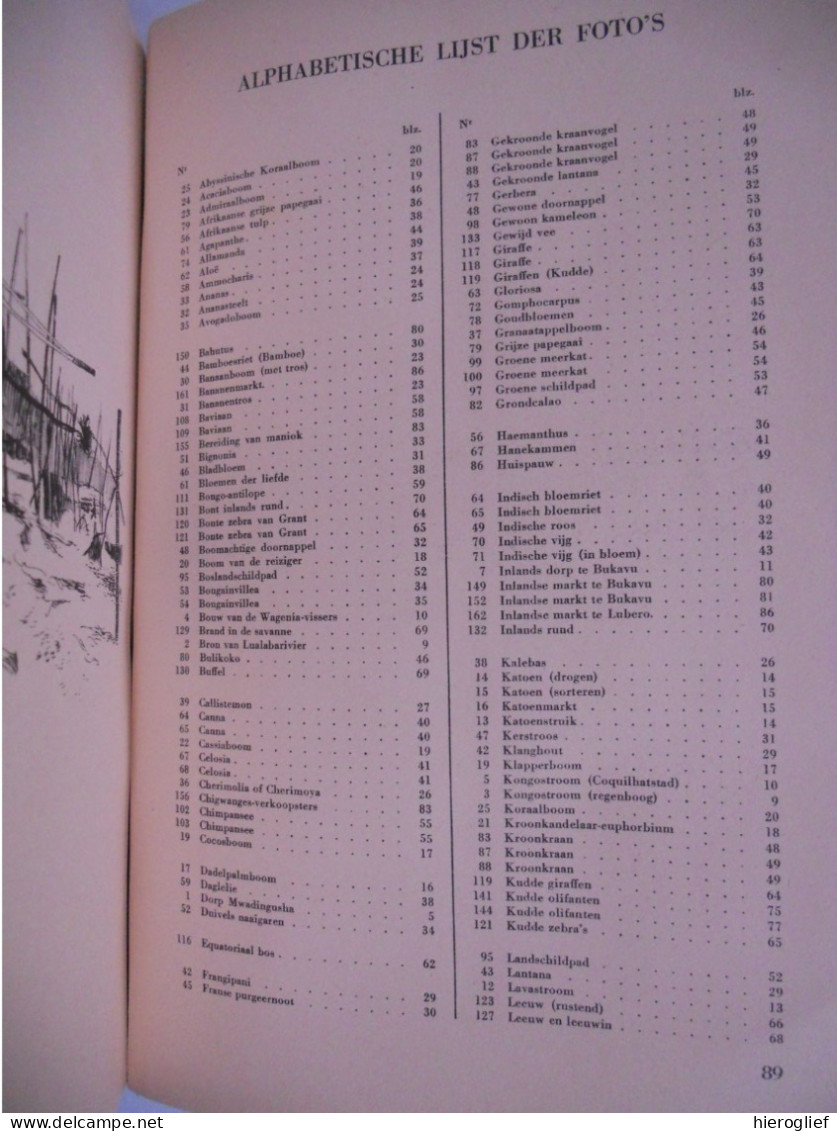 ALPHABETISCHE LIJST DER FOTO'S
Nʳ blz.
25 Abyssinische Koraalboom 20
24 Acaciaboom 20
23 Admiraalboom 19
79 Afrikaanse grijze papegaai 46
56 Afrikaanse tulp 36
61 Agapanthe 38
74 Allamanda 44
62 Aloë 39
58 Ammocharis 37
33 Ananas 24
32 Ananasteelt 24
35 Avogadoboom 25
150 Bahutus 80
44 Bamboesriet (Bamboe) 30
30 Banaanboom (met tros) 23
161 Bananenmarkt 86
31 Bananentros 23
108 Baviaan 58
109 Baviaan 58
155 Bereiding van maniok 83
51 Bignonia 33
46 Bladbloem 31
61 Bloemen der liefde 38
111 Bongo-antilope 59
131 Bont inlands rund 70
120 Bonte zebra van Grant 64
121 Bonte zebra van Grant 65
48 Boomachtige doornappel 32
20 Boom van de reiziger 18
95 Boslandschildpad 52
53 Bougainvillea 34
54 Bougainvillea 35
4 Bouw van de Wagenia-vissers 10
129 Brand in de savanne 69
2 Bron van Lualabarivier 9
80 Bulikoko 46
130 Buffel 69
39 Callistemon 27
64 Canna 40
65 Canna 40
22 Cassiaboom 19
67 Celosia 41
68 Celosia 41
36 Cherimolia of Cherimoya 26
156 Chigwanges-verkoopsters 83
102 Chimpansee 55
103 Chimpansee 55
19 Cocosboom 17
17 Dadelpalmboom 16
59 Daglelie 38
1 Dorp Mwadingusha 5
52 Duivels nazigaren 34
116 Equatoriaal bos 62
42 Frangipani 29
45 Franse purgeernoot 30
Nʳ blz.
83 Gekroonde kraanvogel 48
87 Gekroonde kraanvogel 49
88 Gekroonde kraanvogel 49
43 Gekroonde lantana 29
77 Gerbera 45
48 Gewone doornappel 32
98 Gewoon kameleon 53
133 Gewijd vee 70
117 Giraffe 63
118 Giraffe 63
119 Giraffen (Kudde) 64
63 Gloriosa 39
72 Gomphocarpus 43
78 Goudbloemen 45
37 Granaatappelboom 26
79 Grijze papegaai 46
99 Groene meerkat 54
100 Groene meerkat 54
97 Groene schildpad 53
82 Grondcalao 47
56 Haemanthus 36
67 Hanekammen 41
86 Huispauw 49
64 Indisch bloemriet 40
65 Indisch bloemriet 40
49 Indische roos 32
70 Indische vijg 42
71 Indische vijg (in bloem) 43
7 Inlands dorp te Bukavu 11
149 Inlandse markt te Bukavu 80
152 Inlandse markt te Bukavu 81
162 Inlandse markt te Lubero 86
132 Inlands rund 70
38 Kalebas 26
14 Katoen (drogen) 14
15 Katoen (sorteren) 15
16 Katoenmarkt 15
13 Katoenstruik 14
47 Kerstroos 31
42 Klanghout 29
19 Klapperboom 17
5 Kongostroom (Coquilhatstad) 10
3 Kongostroom (regenboog) 9
25 Koraalboom 20
21 Kroonkandelaar-euphorbium 18
83 Kroonkraan 48
87 Kroonkraan 49
88 Kroonkraan 49
119 Kudde giraffen 64
141 Kudde olifanten 75
144 Kudde olifanten 77
121 Kudde zebra's 65
95 Landschildpad 52
43 Lantana 29
12 Lavastroom 13
123 Leeuw (rustend) 66
127 Leeuw en leeuwin 68
89
hieroglief